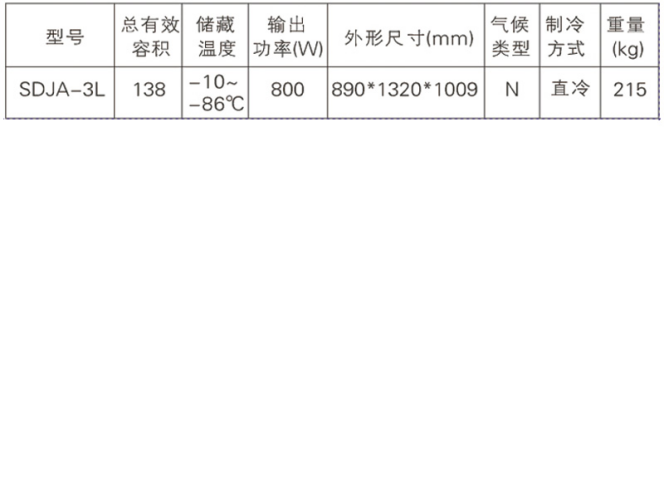 型号 总有效容积 储藏温度 输出功率(W) 外形尺寸(mm) 气候类型 制冷方式 重量(kg)
SDJA-3L 138 -10~-86℃ 800 890*1320*1009 N 直冷 215